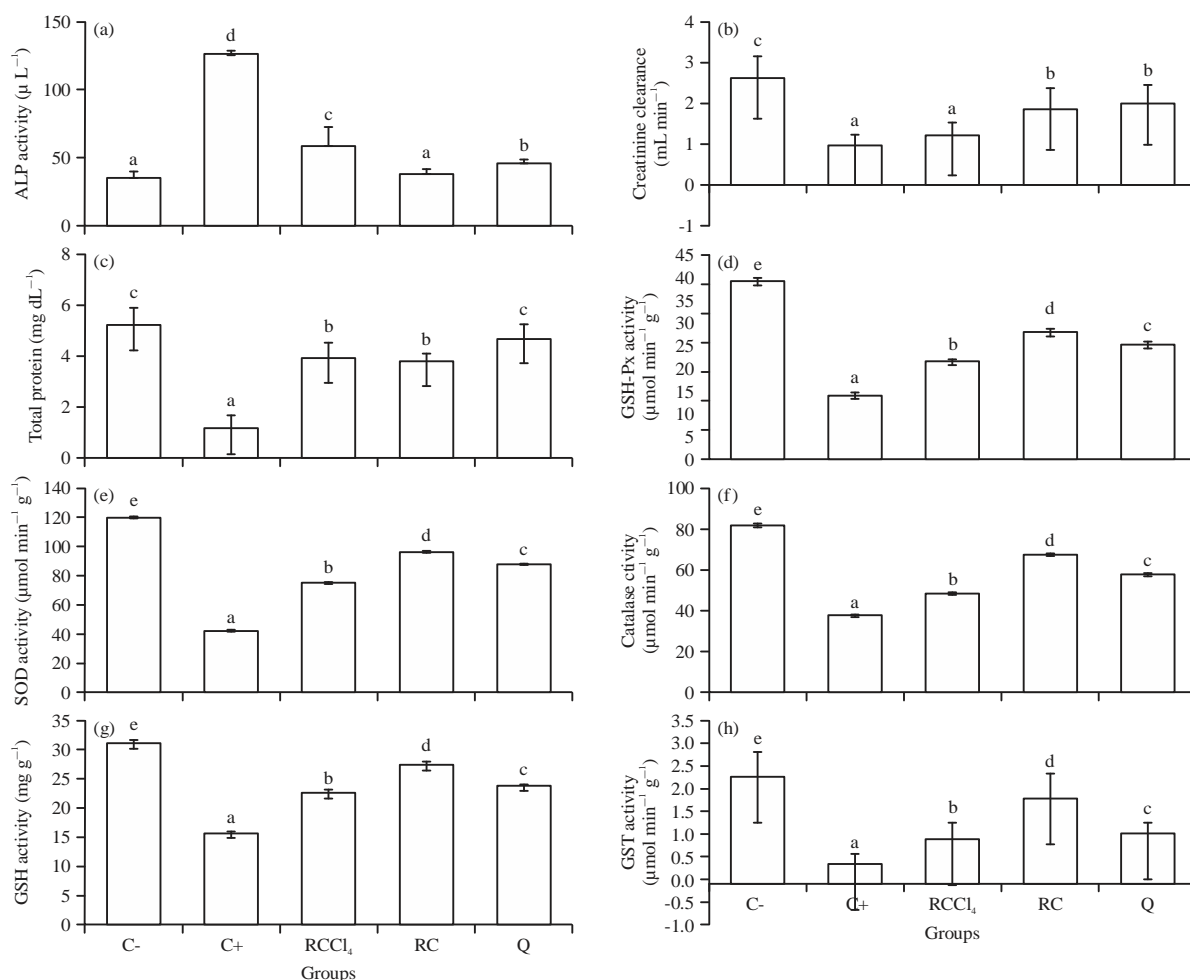 (a)
150
100
50
0
ALP activity (µ L⁻¹)
a
d
c
a
b
(b)
4
3
2
1
0
-1
Creatinine clearance
(mL min⁻¹)
c
a
a
b
b
(c)
8
6
4
2
0
Total protein (mg dL⁻¹)
c
a
b
b
c
(d)
45
40
35
30
25
20
15
10
5
0
GSH-Px activity
(µmol min⁻¹ g⁻¹)
e
a
b
d
c
(e)
140
120
100
80
60
40
20
0
SOD activity (µmol min⁻¹ g⁻¹)
e
a
b
d
c
(f)
100
80
60
40
20
0
Catalase ctivity
(µmol min⁻¹ g⁻¹)
e
a
b
d
c
(g)
35
30
25
20
15
10
5
0
GSH activity (mg g⁻¹)
e
a
b
d
c
C- C+ RCCl₄ RC Q
Groups
(h)
3.5
3.0
2.5
2.0
1.5
1.0
0.5
0.0
-0.5
-1.0
GST activity
(µmol min⁻¹ g⁻¹)
e
a
b
d
c
C- C+ RCCl₄ RC Q
Groups